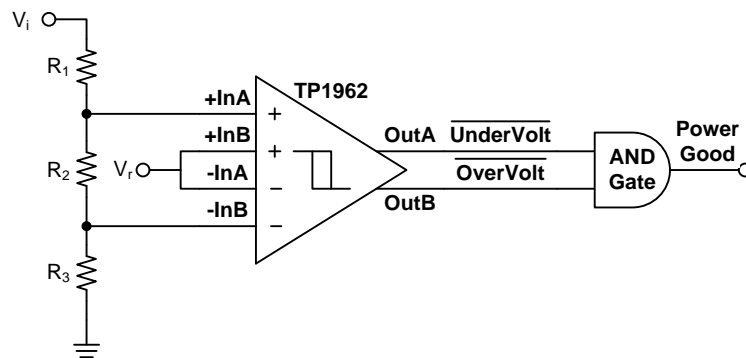 Vi
R1
TP1962
+InA
+
+InB
OutA
UnderVolt
Power
Good
+
R2
Vr
-InA
AND
Gate
−
OverVolt
-InB
OutB
−
R3